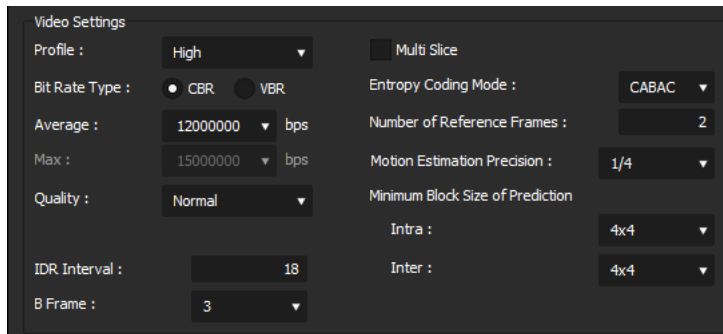 Video Settings
Profile : High
Bit Rate Type : CBR VBR
Average : 12000000 bps
Max : 15000000 bps
Quality : Normal
IDR Interval : 18
B Frame : 3
Multi Slice
Entropy Coding Mode : CABAC
Number of Reference Frames : 2
Motion Estimation Precision : 1/4
Minimum Block Size of Prediction
Intra : 4x4
Inter : 4x4